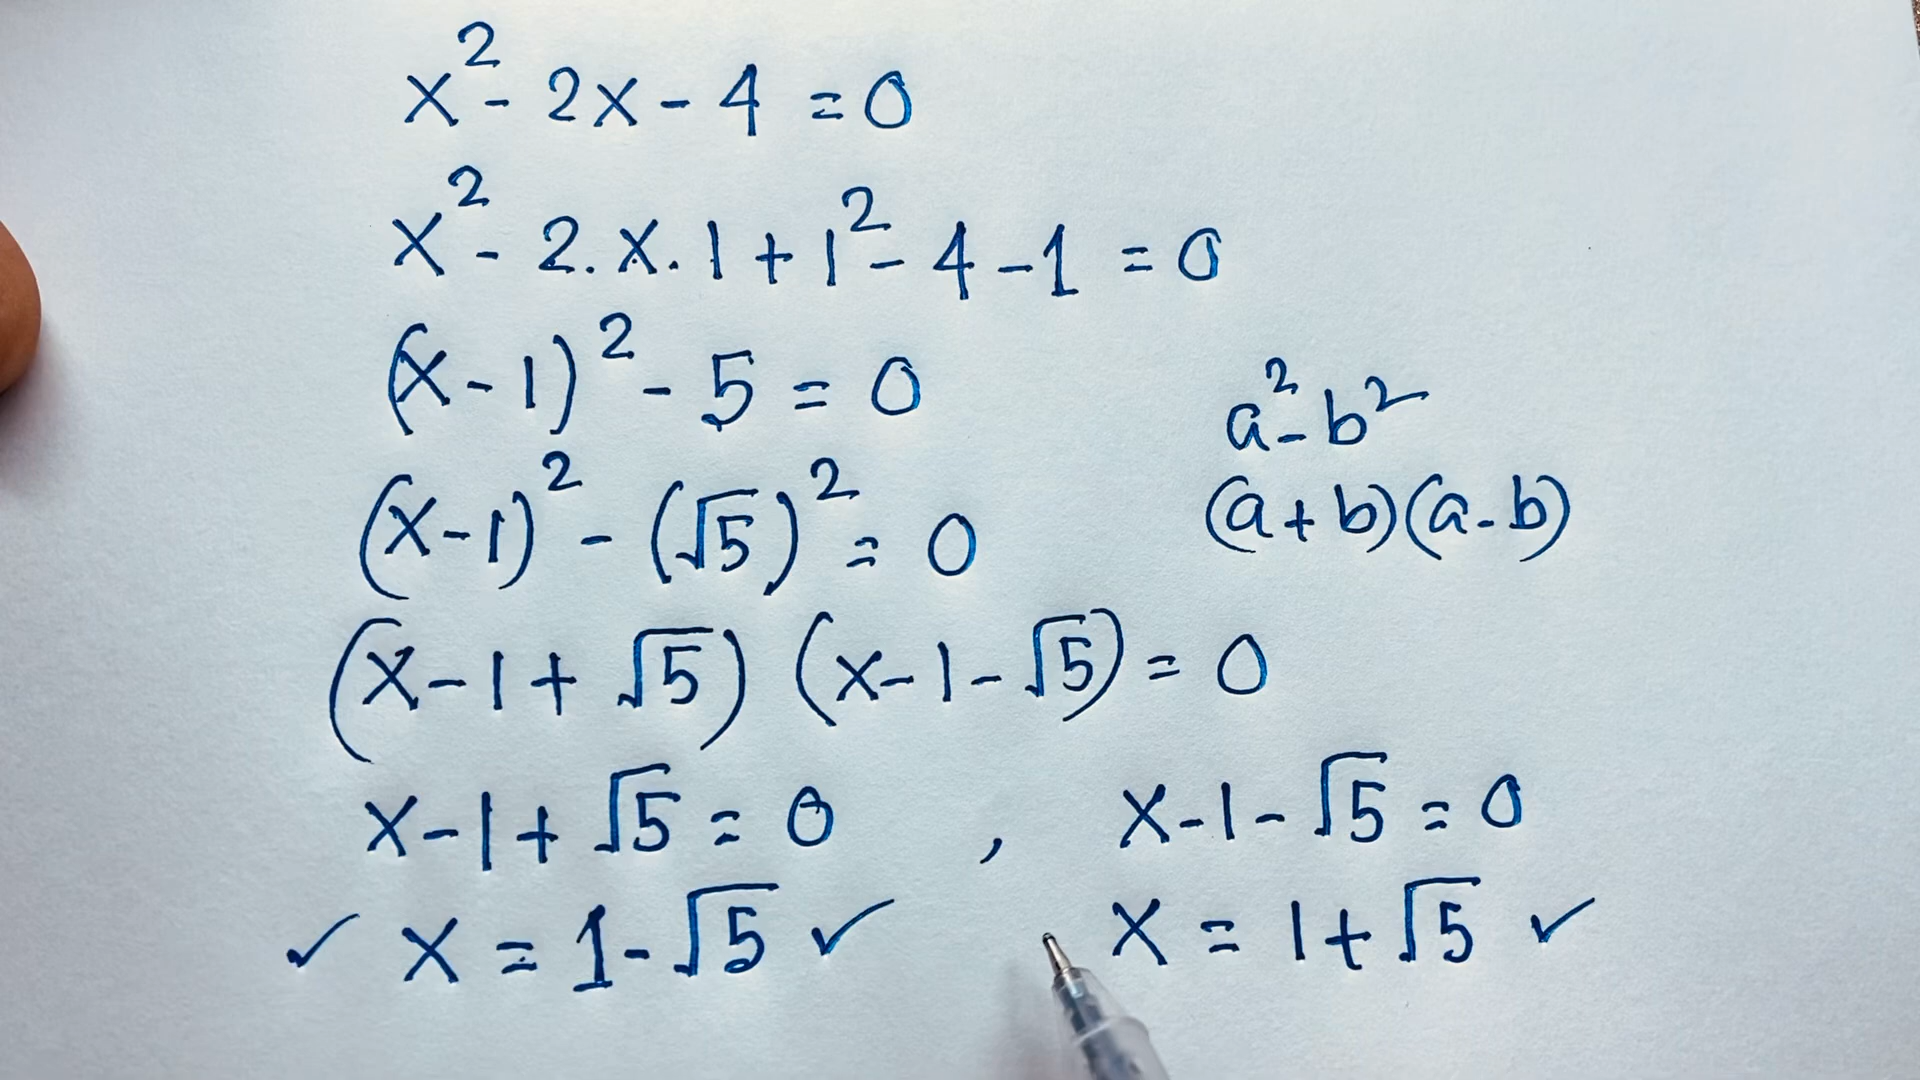 x² - 2x - 4 = 0
x² - 2.x.1 + 1² - 4 - 1 = 0
(x - 1)² - 5 = 0
a² - b²
(x - 1)² - (√5)² = 0
(a + b)(a - b)
(x - 1 + √5) (x - 1 - √5) = 0
x - 1 + √5 = 0 , x - 1 - √5 = 0
✓ x = 1 - √5 ✓ x = 1 + √5 ✓